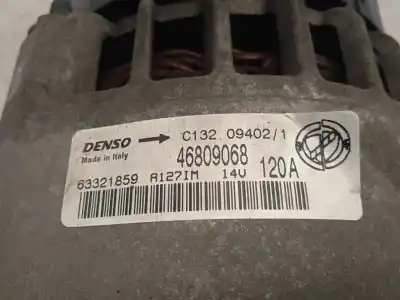 DENSO C132 09402/1
Made in Italy
46809068
63321859 A127IM 14V 120A